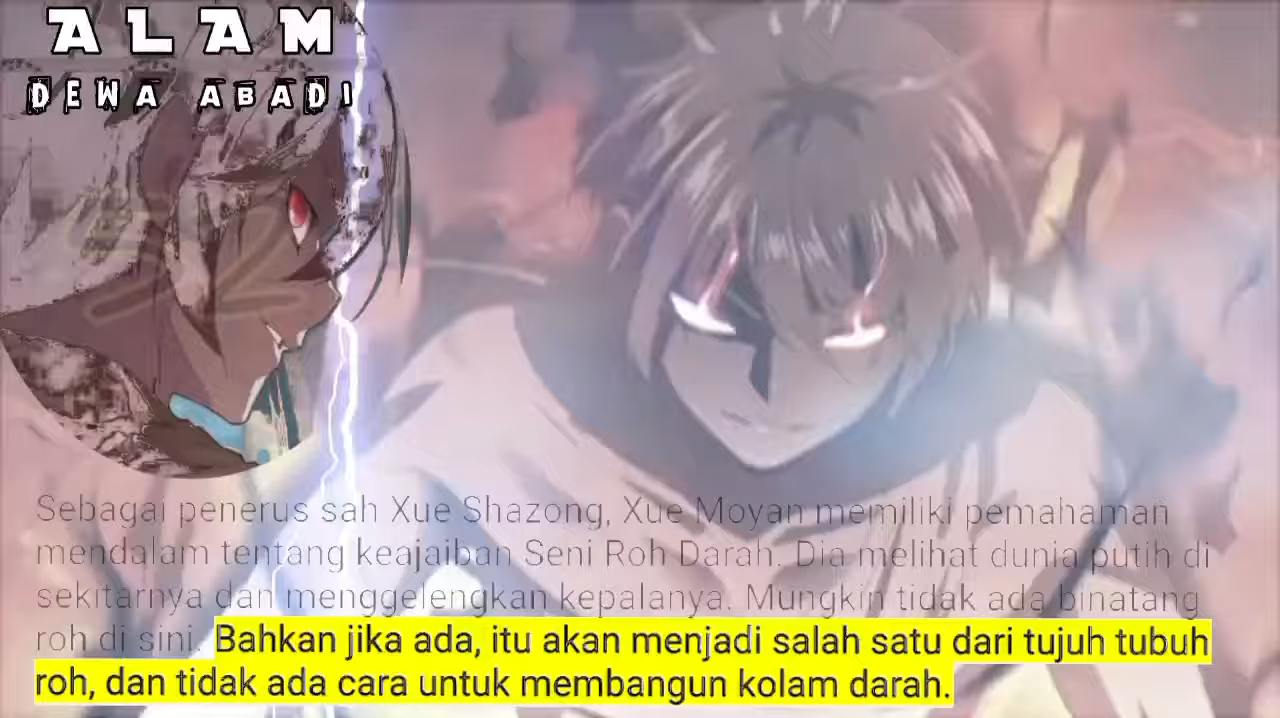 ALAM
DEWA ABADI
52
Sebagai penerus sah Xue Shazong, Xue Moyan memiliki pemahaman
mendalam tentang keajaiban Seni Roh Darah. Dia melihat dunia putih di
sekitarnya dan menggelengkan kepalanya. Mungkin tidak ada binatang
roh di sini. Bahkan jika ada, itu akan menjadi salah satu dari tujuh tubuh
roh, dan tidak ada cara untuk membangun kolam darah.